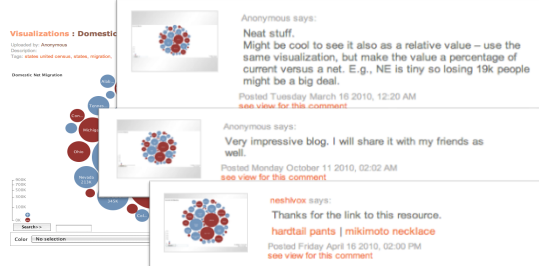 Visualizations : Domestic
Uploaded by: Anonymous
Description:
Tags: states united census, states, migration,
Domestic Net Migration
Texas
Michiga
Ohio
Nevada
Search>>
Color No selection
Anonymous says:
Neat stuff.
Might be cool to see it also as a relative value – use the
same visualization, but make the value a percentage of
current versus a net. E.g., NE is tiny so losing 19k people
might be a big deal.
Posted Tuesday March 16 2010, 12:20 AM
see view for this comment
Anonymous says:
Very impressive blog. I will share it with my friends as
well.
Posted Monday October 11 2010, 02:02 AM
see view for this comment
neshivox says:
Thanks for the link to this resource.
hardtail pants | mikimoto necklace
Posted Friday April 16 2010, 02:00 PM
see view for this comment